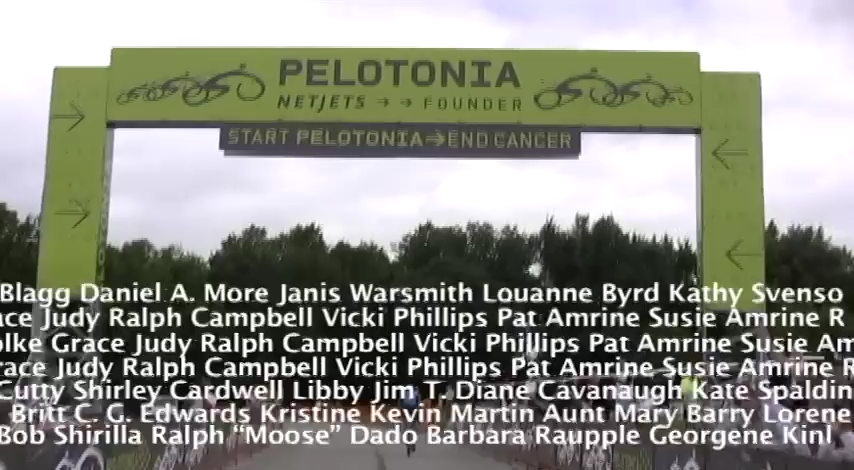 PELOTONIA
NETJETS → → FOUNDER
START PELOTONIA→END CANCER
Blagg Daniel A. More Janis Warsmith Louanne Byrd Kathy Svenso
ace Judy Ralph Campbell Vicki Phillips Pat Amrine Susie Amrine R
olke Grace Judy Ralph Campbell Vicki Phillips Pat Amrine Susie Am
race Judy Ralph Campbell Vicki Phillips Pat Amrine Susie Amrine R
Cutty Shirley Cardwell Libby Jim T. Diane Cavanaugh Kate Spaldin
Britt C. G. Edwards Kristine Kevin Martin Aunt Mary Barry Lorene
Bob Shirilla Ralph “Moose” Dado Barbara Raupple Georgene Kinl